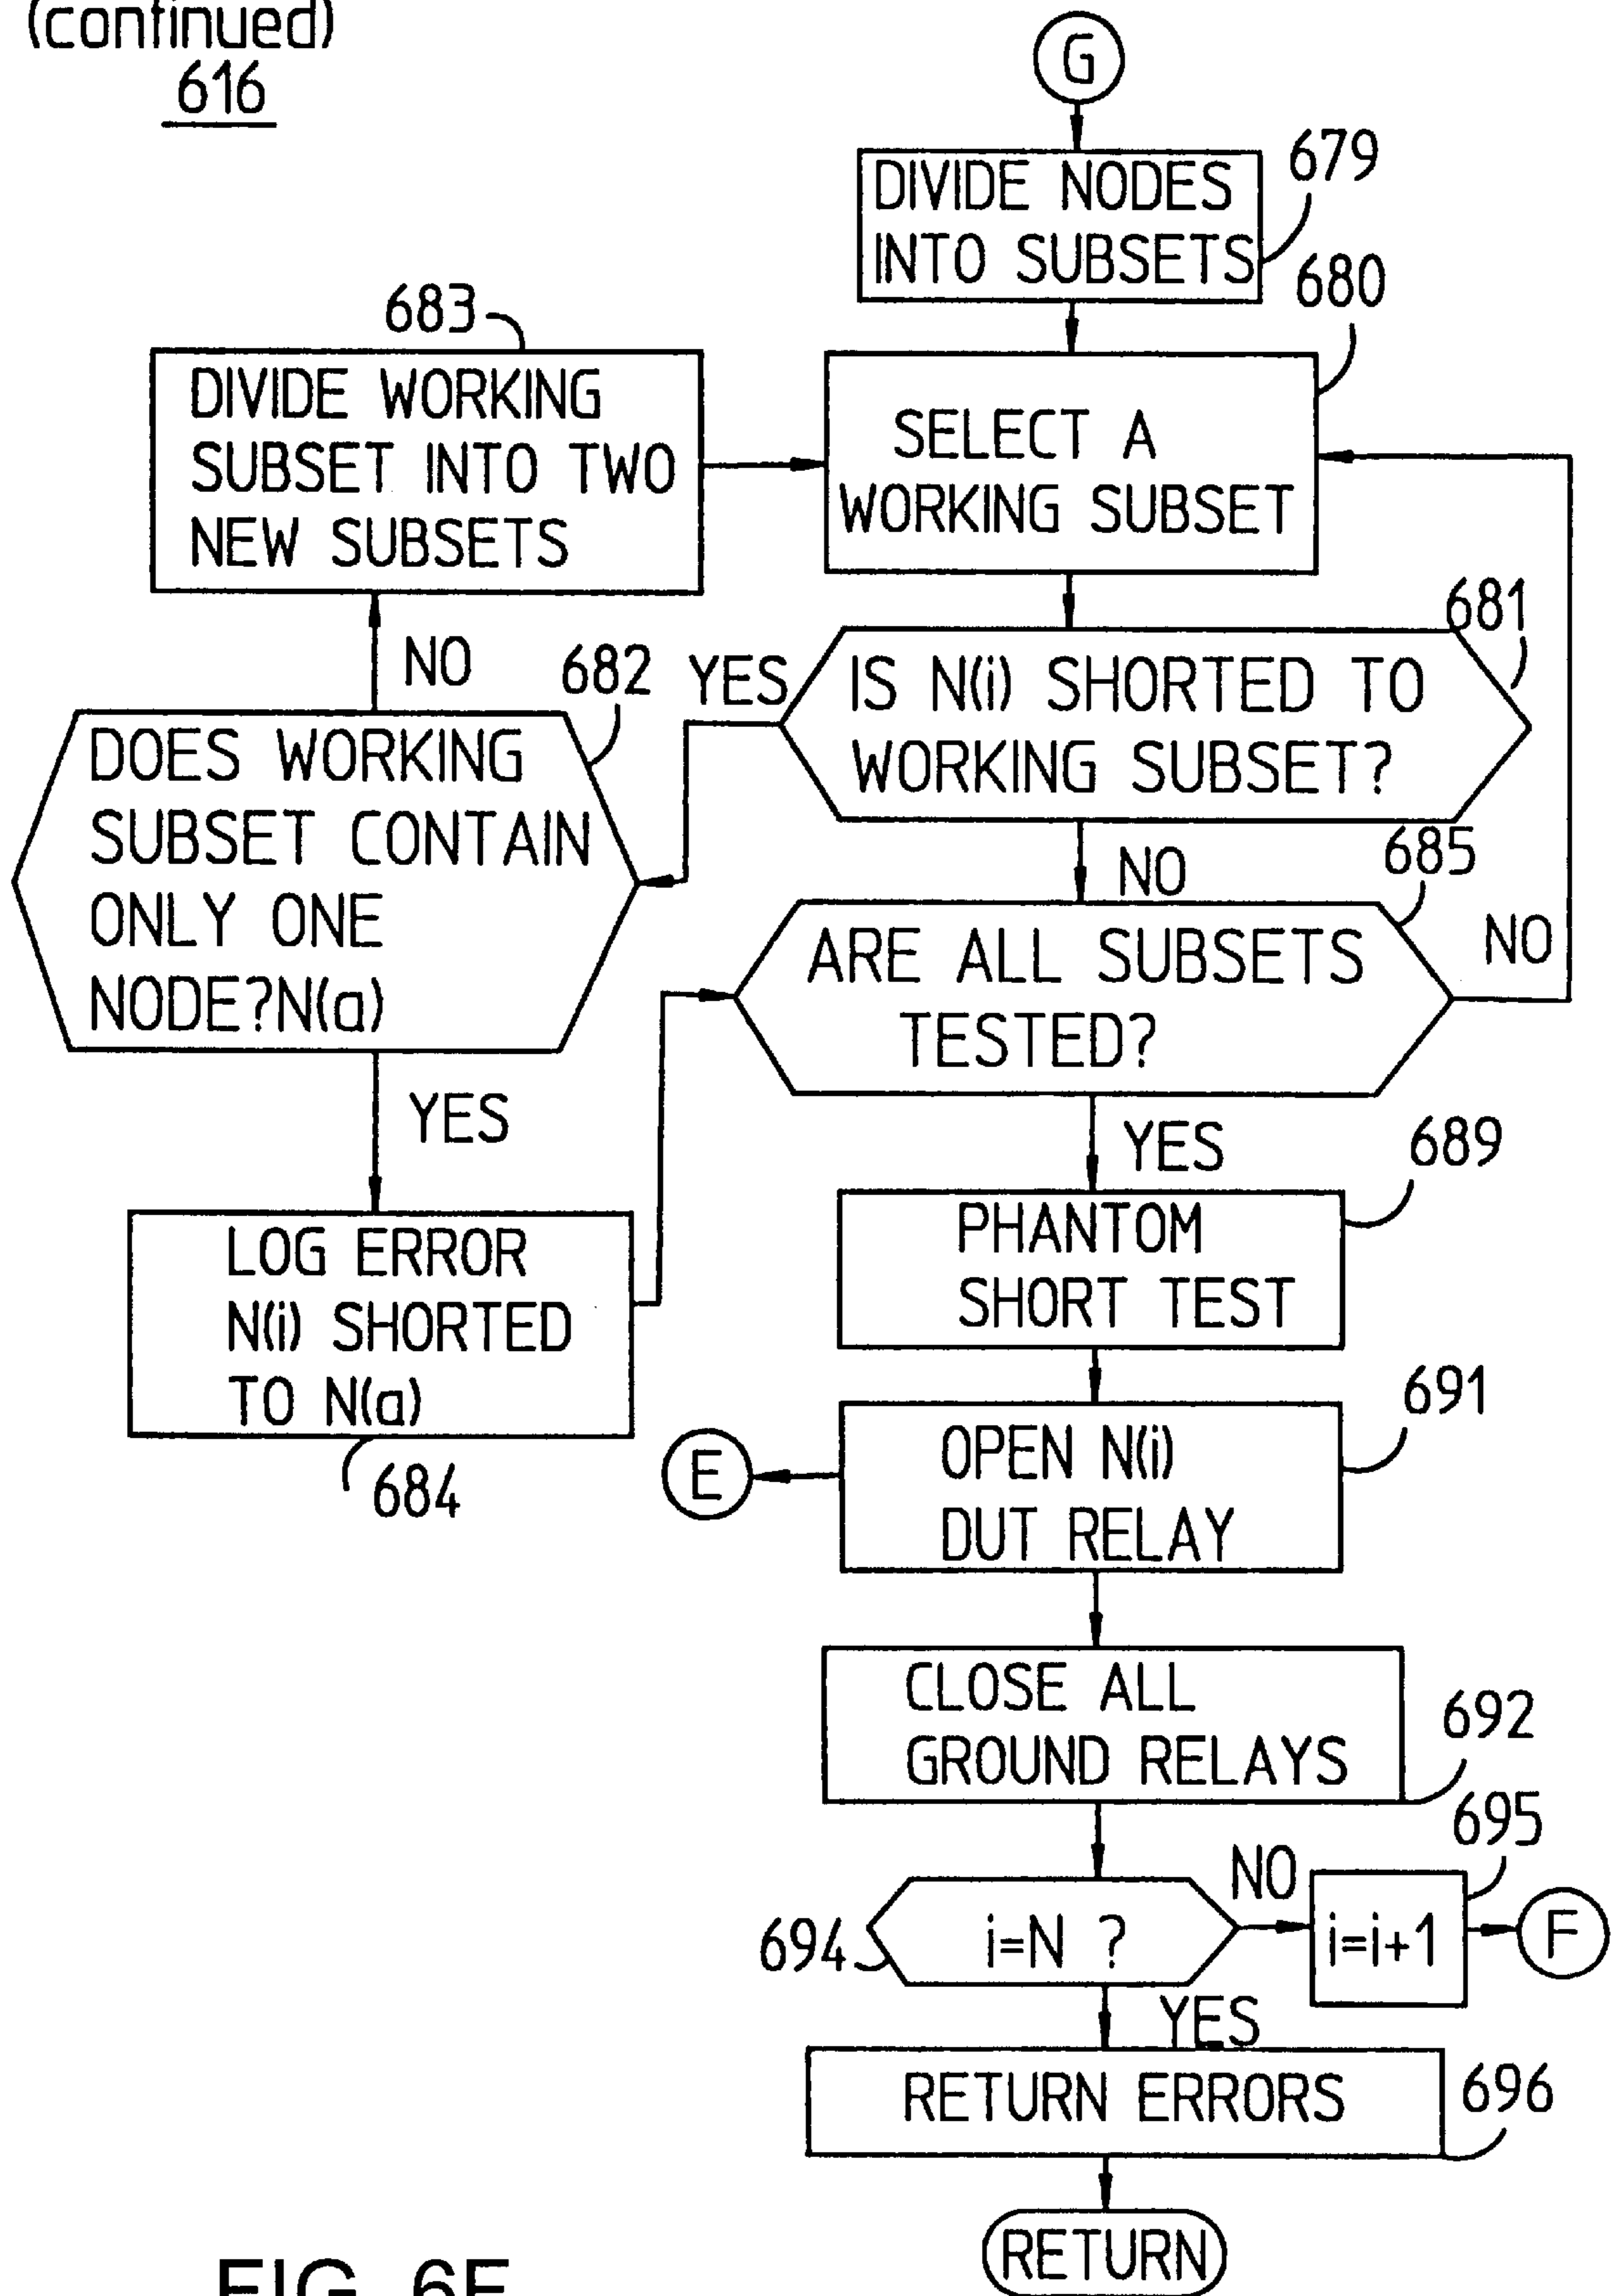 (continued)
616
G
DIVIDE NODES
INTO SUBSETS
679
683
DIVIDE WORKING
SUBSET INTO TWO
NEW SUBSETS
680
SELECT A
WORKING SUBSET
NO
682
DOES WORKING
SUBSET CONTAIN
ONLY ONE
NODE?N(a)
YES
681
IS N(i) SHORTED TO
WORKING SUBSET?
NO
685
ARE ALL SUBSETS
TESTED?
NO
YES
LOG ERROR
N(i) SHORTED
TO N(a)
684
YES
689
PHANTOM
SHORT TEST
691
E
OPEN N(i)
DUT RELAY
CLOSE ALL
GROUND RELAYS
692
695
694
i=N ?
NO
i=i+1
F
YES
RETURN ERRORS
696
RETURN